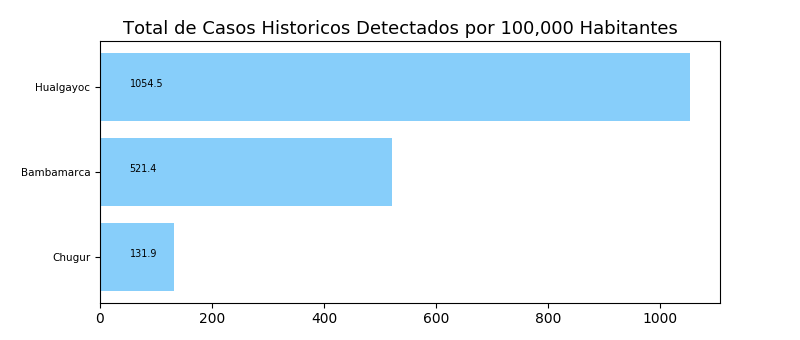 Total de Casos Historicos Detectados por 100,000 Habitantes
Hualgayoc
1054.5
Bambamarca
521.4
Chugur
131.9
0 200 400 600 800 1000